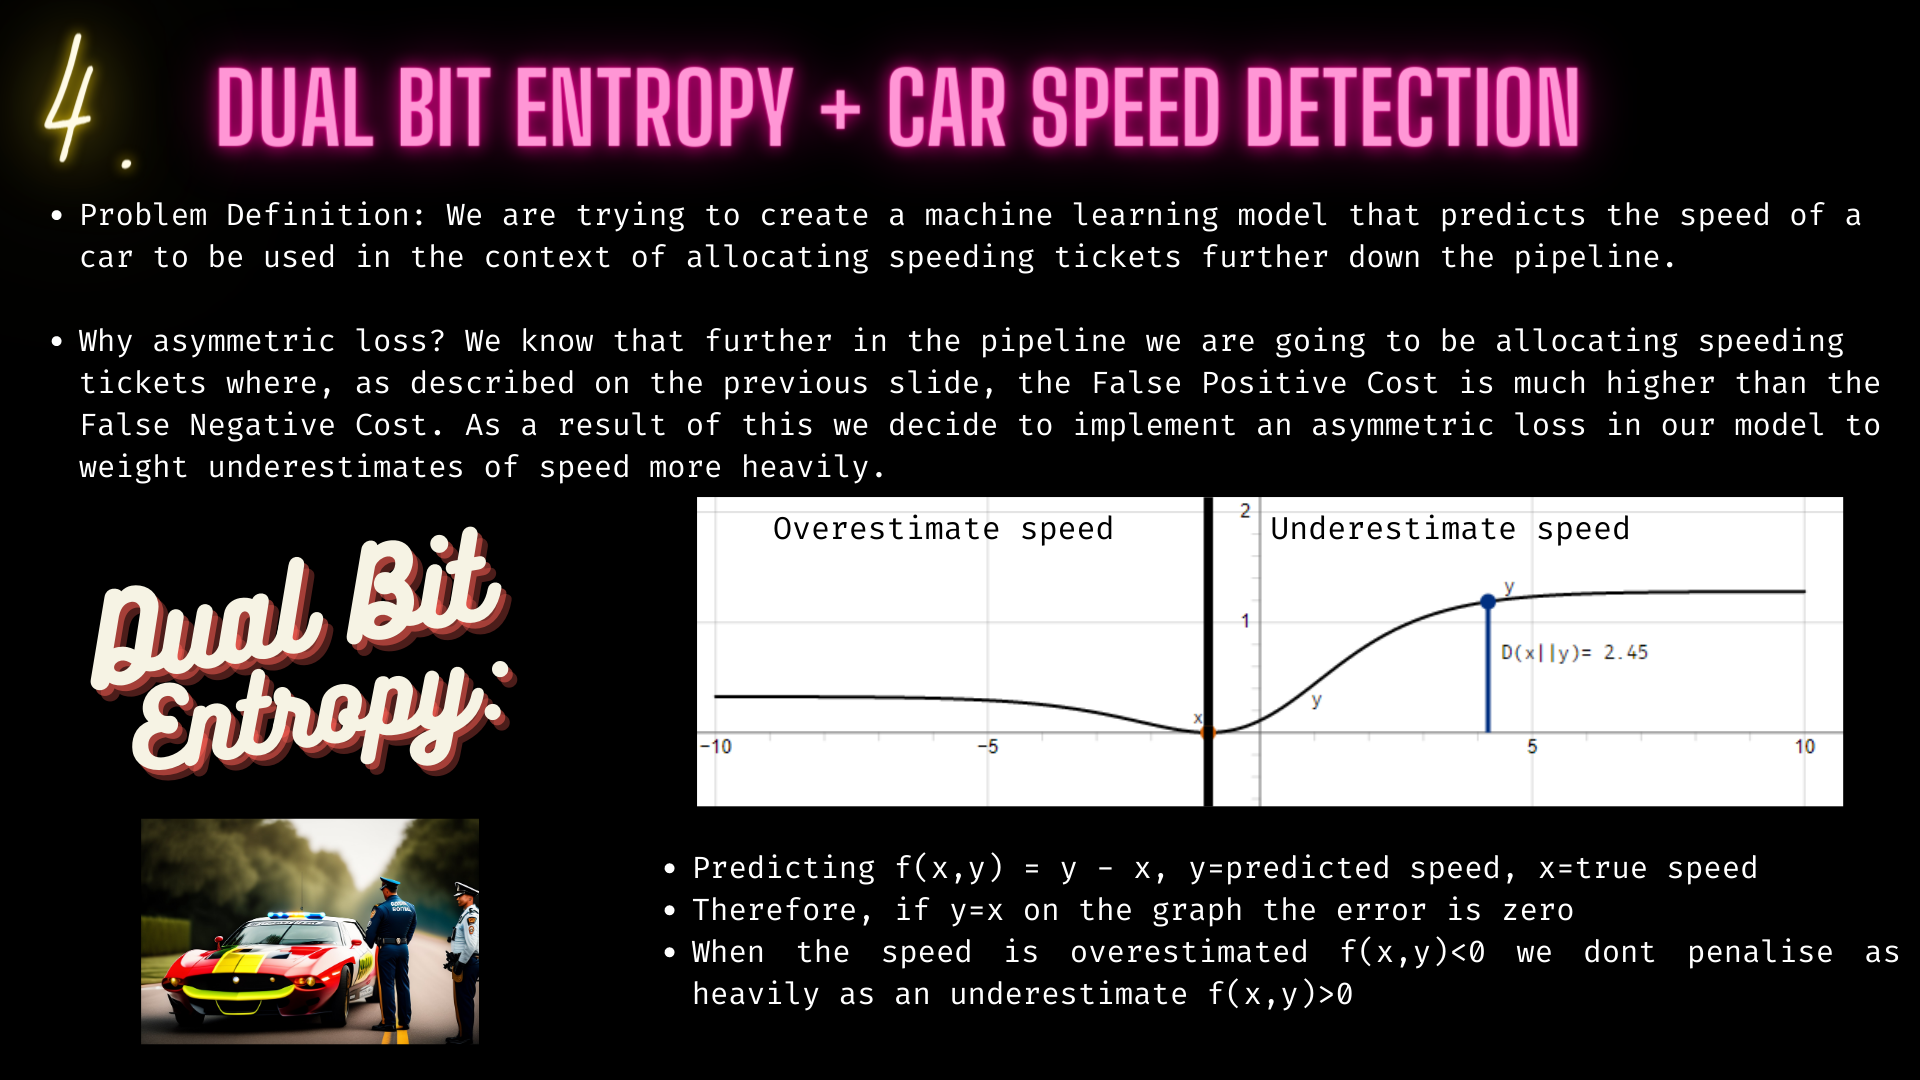 4. DUAL BIT ENTROPY + CAR SPEED DETECTION
• Problem Definition: We are trying to create a machine learning model that predicts the speed of a
car to be used in the context of allocating speeding tickets further down the pipeline.
• Why asymmetric loss? We know that further in the pipeline we are going to be allocating speeding
tickets where, as described on the previous slide, the False Positive Cost is much higher than the
False Negative Cost. As a result of this we decide to implement an asymmetric loss in our model to
weight underestimates of speed more heavily.
Dual Bit
Entropy:
Overestimate speed
2
Underestimate speed
y
1
D(x||y)= 2.45
y
x
−10
−5
5
10
• Predicting f(x,y) = y - x, y=predicted speed, x=true speed
• Therefore, if y=x on the graph the error is zero
• When the speed is overestimated f(x,y)<0 we dont penalise as
heavily as an underestimate f(x,y)>0